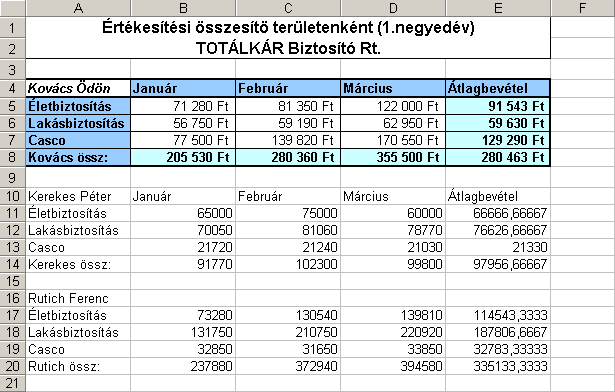 A B C D E F
1 Értékesítési összesítő területenként (1.negyedév)
2 TOTÁLKÁR Biztosító Rt.
3
4 Kovács Ödön Január Február Március Átlagbevétel
5 Életbiztosítás 71 280 Ft 81 350 Ft 122 000 Ft 91 543 Ft
6 Lakásbiztosítás 56 750 Ft 59 190 Ft 62 950 Ft 59 630 Ft
7 Casco 77 500 Ft 139 820 Ft 170 550 Ft 129 290 Ft
8 Kovács össz: 205 530 Ft 280 360 Ft 355 500 Ft 280 463 Ft
9
10 Kerekes Péter Január Február Március Átlagbevétel
11 Életbiztosítás 65000 75000 60000 66666,66667
12 Lakásbiztosítás 70050 81060 78770 76626,66667
13 Casco 21720 21240 21030 21330
14 Kerekes össz: 91770 102300 99800 97956,66667
15
16 Rutich Ferenc
17 Életbiztosítás 73280 130540 139810 114543,3333
18 Lakásbiztosítás 131750 210750 220920 187806,6667
19 Casco 32850 31650 33850 32783,33333
20 Rutich össz: 237880 372940 394580 335133,3333
21